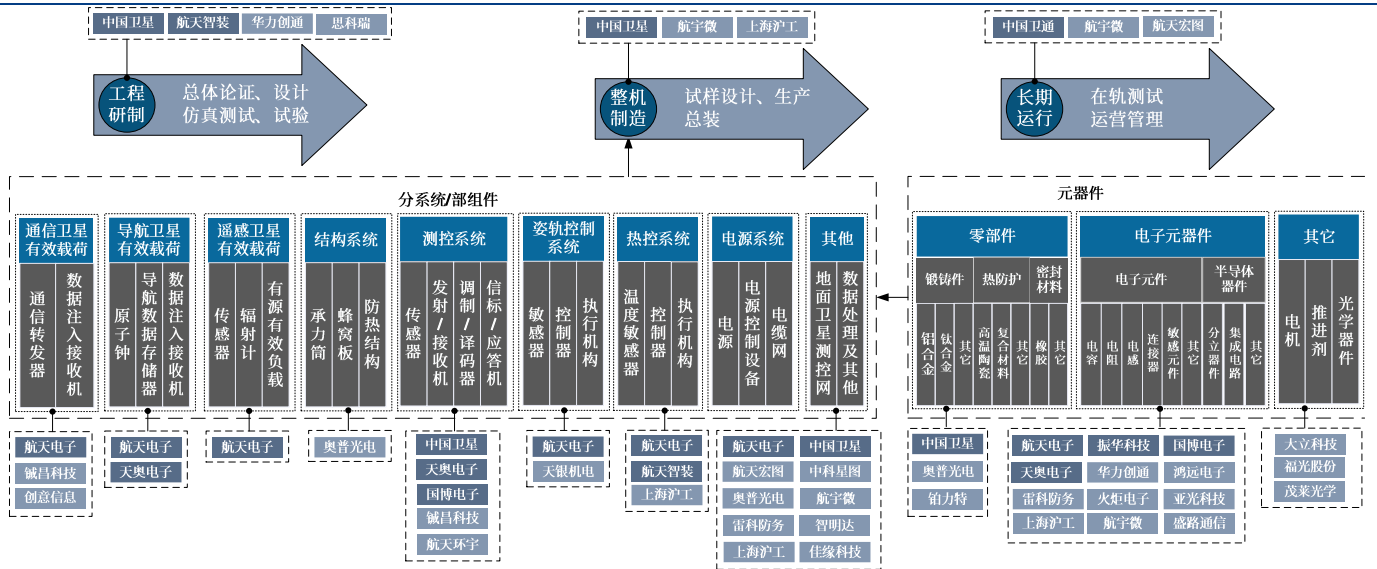 中国卫星 航天智装 华力创通 思科瑞
中国卫星 航宇微 上海沪工
中国卫通 航宇微 航天宏图
工程
研制
总体论证、设计
仿真测试、试验
整机
制造
试样设计、生产
总装
长期
运行
在轨测试
运营管理
分系统/部组件
通信卫星
有效载荷
通信转发器
数据注入接收机
导航卫星
有效载荷
原子钟
导航数据存储器
数据注入接收机
遥感卫星
有效载荷
传感器
辐射计
有源有效负载
结构系统
承力筒
蜂窝板
防热结构
测控系统
传感器
发射/接收机
调制/译码器
信标/应答机
姿轨控制
系统
敏感器
控制器
执行机构
热控系统
温度敏感器
控制器
执行机构
电源系统
电源
电源控制设备
电缆网
其他
地面卫星测控网
数据处理及其他
元器件
零部件
锻铸件
铝合金
钛合金
其它
热防护
高温陶瓷
复合材料
其它
密封
材料
橡胶
其它
电子元器件
电子元件
电容
电阻
电感
连接器
敏感元件
其它
半导体
器件
分立器件
集成电路
其它
其它
电机
推进剂
光学器件
航天电子
铖昌科技
创意信息
航天电子
天奥电子
航天电子
奥普光电
中国卫星
天奥电子
国博电子
铖昌科技
航天环宇
航天电子
天银机电
航天电子
航天智装
上海沪工
航天电子 中国卫星
航天宏图 中科星图
奥普光电 航宇微
雷科防务 智明达
上海沪工 佳缘科技
中国卫星
奥普光电
铂力特
航天电子 振华科技 国博电子
天奥电子 华力创通 鸿远电子
雷科防务 火炬电子 亚光科技
上海沪工 航宇微 盛路通信
大立科技
福光股份
茂莱光学